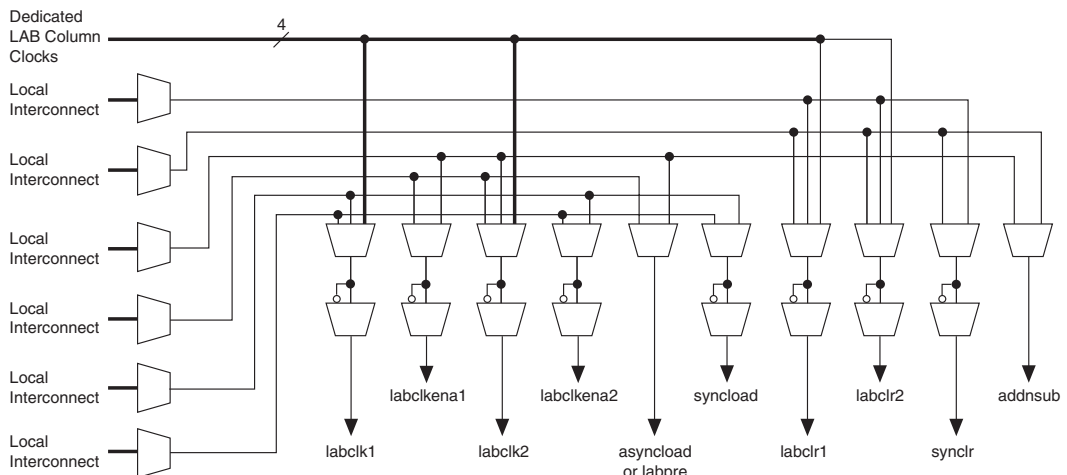 Dedicated
LAB Column
Clocks
4
Local
Interconnect
Local
Interconnect
Local
Interconnect
Local
Interconnect
Local
Interconnect
Local
Interconnect
labclkena1
labclkena2
syncload
labclr2
addnsub
labclk1
labclk2
asyncload
or labpre
labclr1
synclr